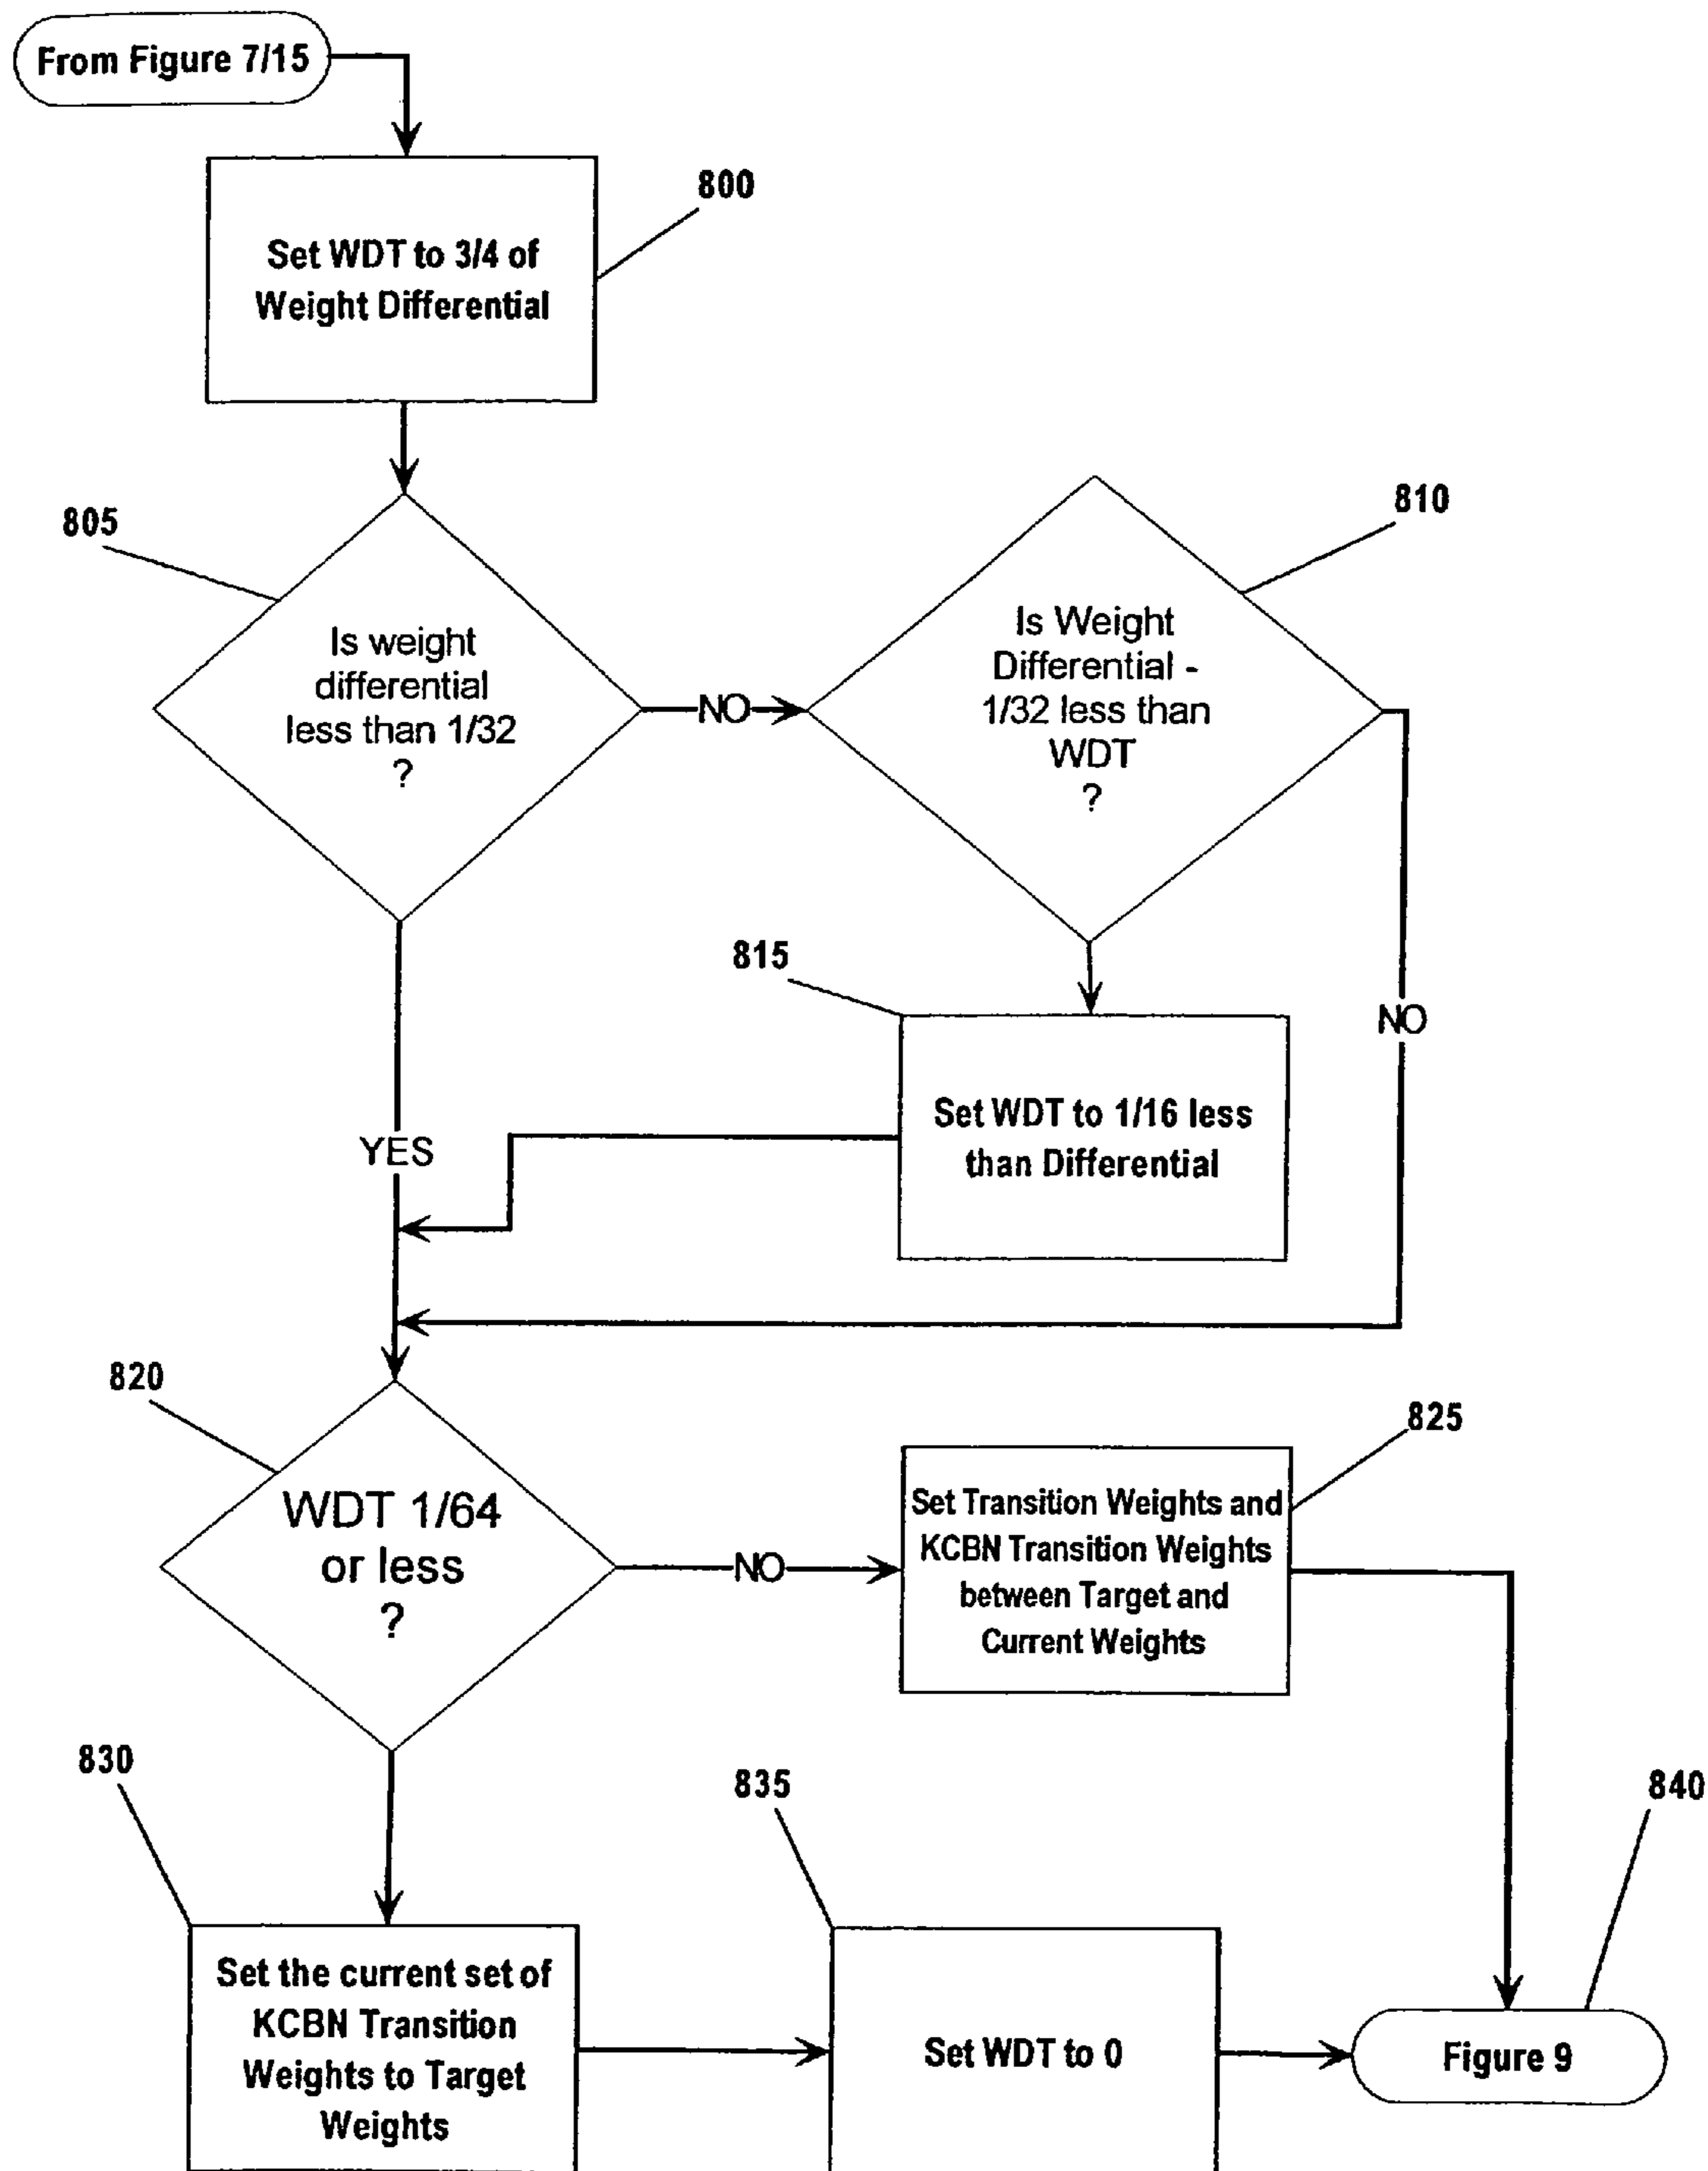 From Figure 7/15
800
Set WDT to 3/4 of
Weight Differential
805
Is weight
differential
less than 1/32
?
NO
810
Is Weight
Differential -
1/32 less than
WDT
?
815
Set WDT to 1/16 less
than Differential
NO
YES
820
WDT 1/64
or less
?
NO
825
Set Transition Weights and
KCBN Transition Weights
between Target and
Current Weights
830
Set the current set of
KCBN Transition
Weights to Target
Weights
835
Set WDT to 0
840
Figure 9